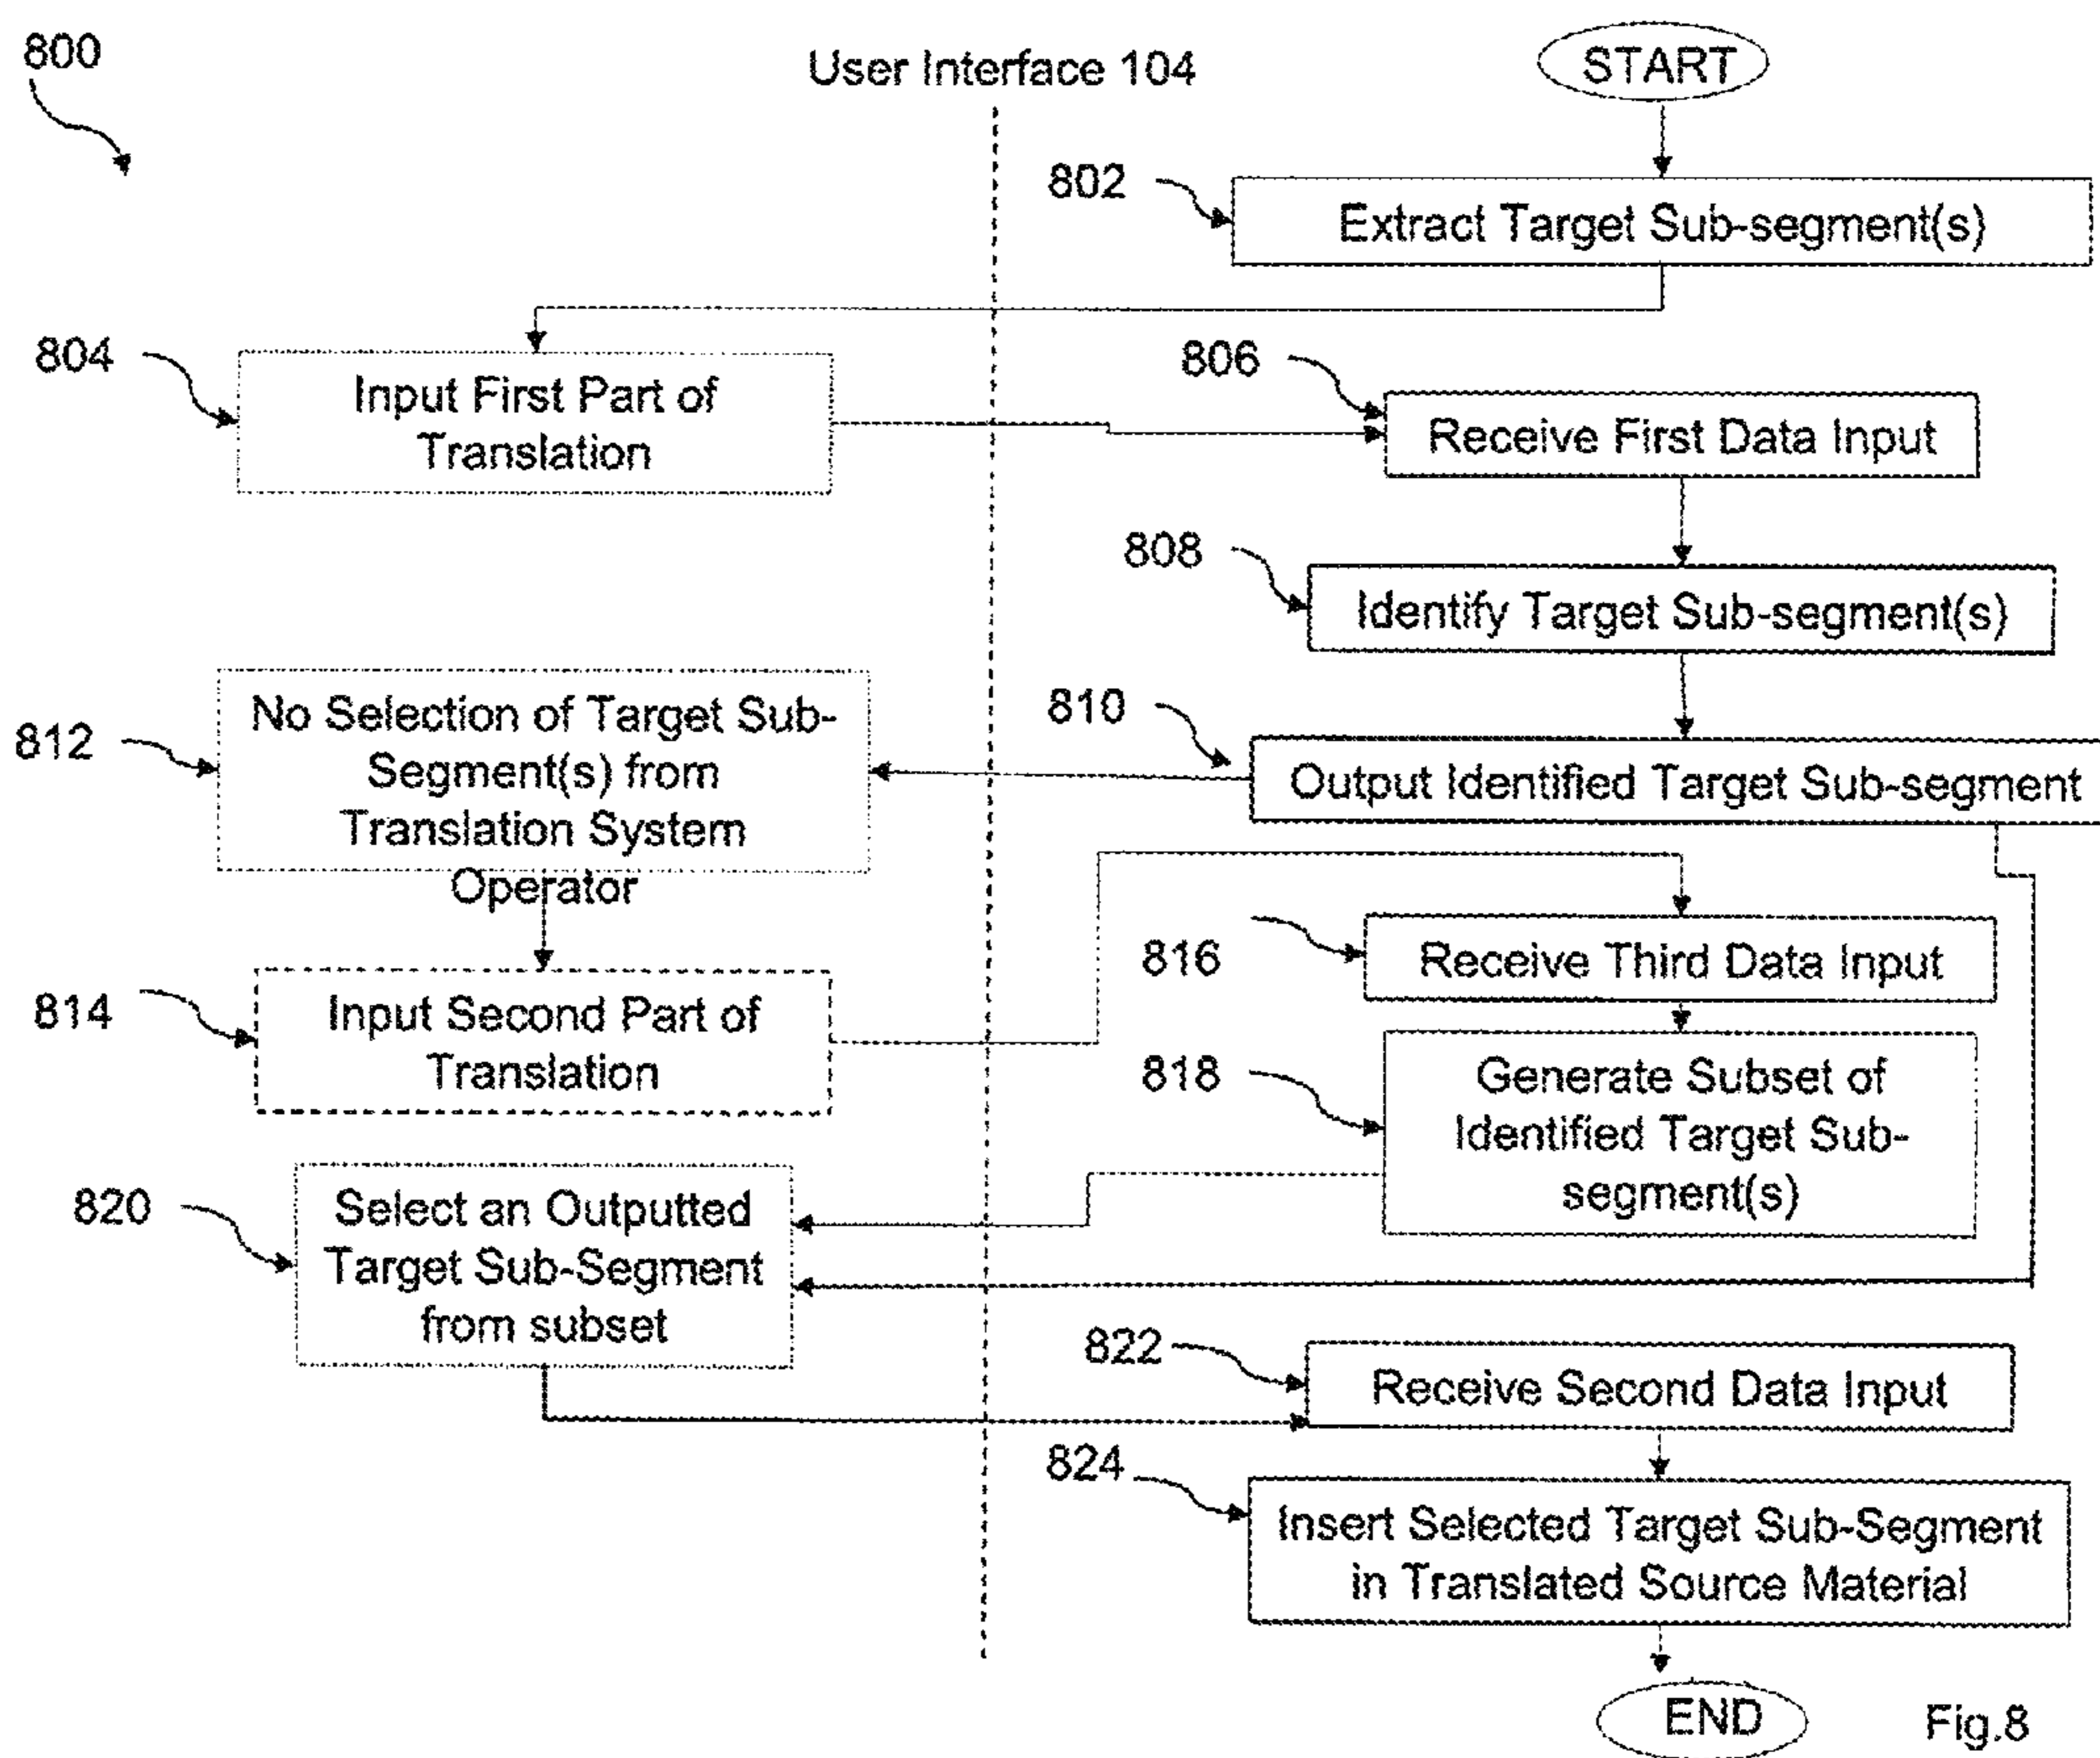 800
User Interface 104
START
802
Extract Target Sub-segment(s)
804
Input First Part of
Translation
806
Receive First Data Input
808
Identify Target Sub-segment(s)
810
Output Identified Target Sub-segment
812
No Selection of Target Sub-
Segment(s) from
Translation System
Operator
814
Input Second Part of
Translation
816
Receive Third Data Input
818
Generate Subset of
Identified Target Sub-
segment(s)
820
Select an Outputted
Target Sub-Segment
from subset
822
Receive Second Data Input
824
Insert Selected Target Sub-Segment
in Translated Source Material
END
Fig.8